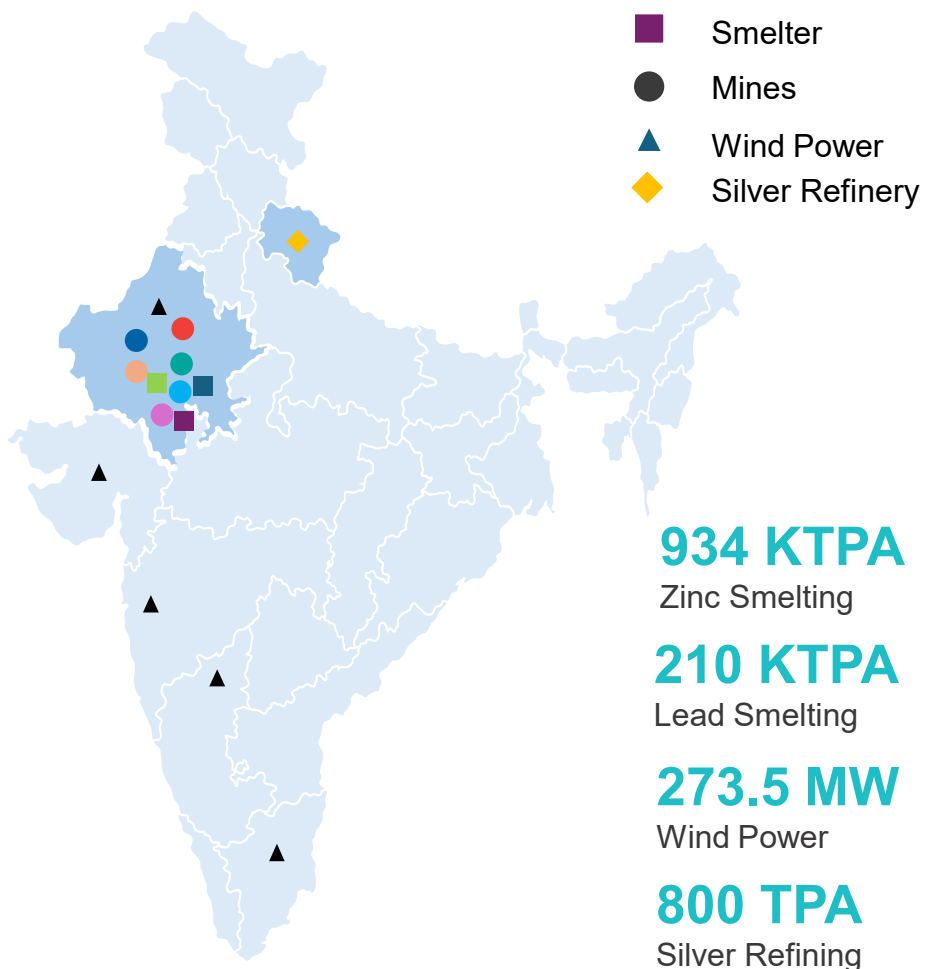 Smelter
Mines
Wind Power
Silver Refinery
934 KTPA
Zinc Smelting
210 KTPA
Lead Smelting
273.5 MW
Wind Power
800 TPA
Silver Refining